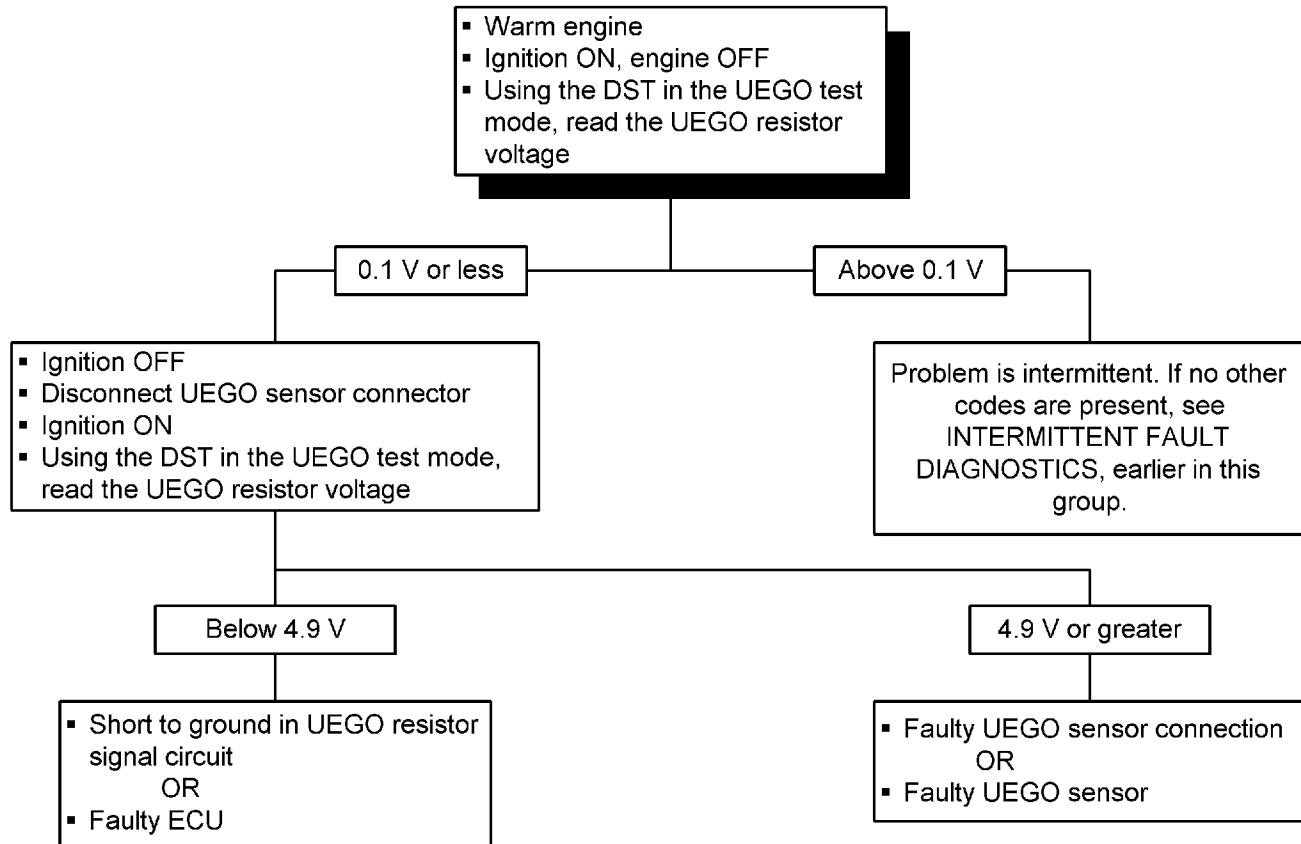 ▪ Warm engine
▪ Ignition ON, engine OFF
▪ Using the DST in the UEGO test
mode, read the UEGO resistor
voltage
0.1 V or less
Above 0.1 V
▪ Ignition OFF
▪ Disconnect UEGO sensor connector
▪ Ignition ON
▪ Using the DST in the UEGO test mode,
read the UEGO resistor voltage
Problem is intermittent. If no other
codes are present, see
INTERMITTENT FAULT
DIAGNOSTICS, earlier in this
group.
Below 4.9 V
4.9 V or greater
▪ Short to ground in UEGO resistor
signal circuit
OR
▪ Faulty ECU
▪ Faulty UEGO sensor connection
OR
▪ Faulty UEGO sensor